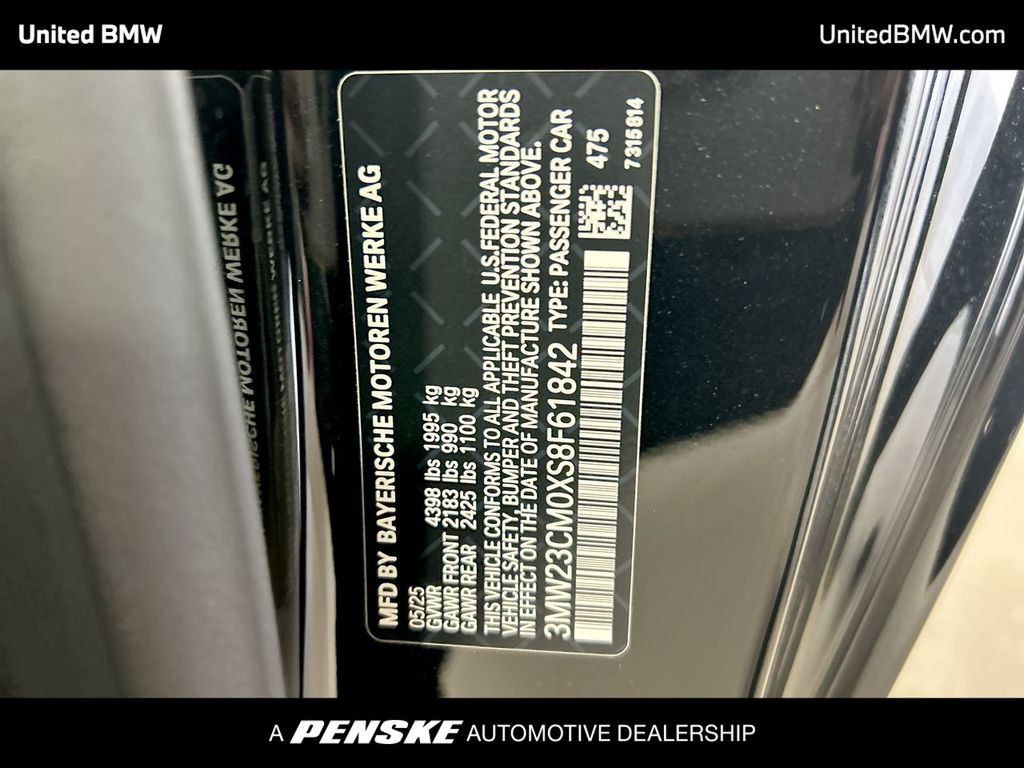 United BMW
UnitedBMW.com
MFD BY BAYERISCHE MOTOREN WERKE AG
05/25
GVWR 4398 lbs 1995 kg
GAWR FRONT 2183 lbs 990 kg
GAWR REAR 2425 lbs 1100 kg
THIS VEHICLE CONFORMS TO ALL APPLICABLE U.S.FEDERAL MOTOR
VEHICLE SAFETY, BUMPER AND THEFT PREVENTION STANDARDS
IN EFFECT ON THE DATE OF MANUFACTURE SHOWN ABOVE.
3MW23CM0XS8F61842 TYPE: PASSENGER CAR
475
7315814
A PENSKE AUTOMOTIVE DEALERSHIP